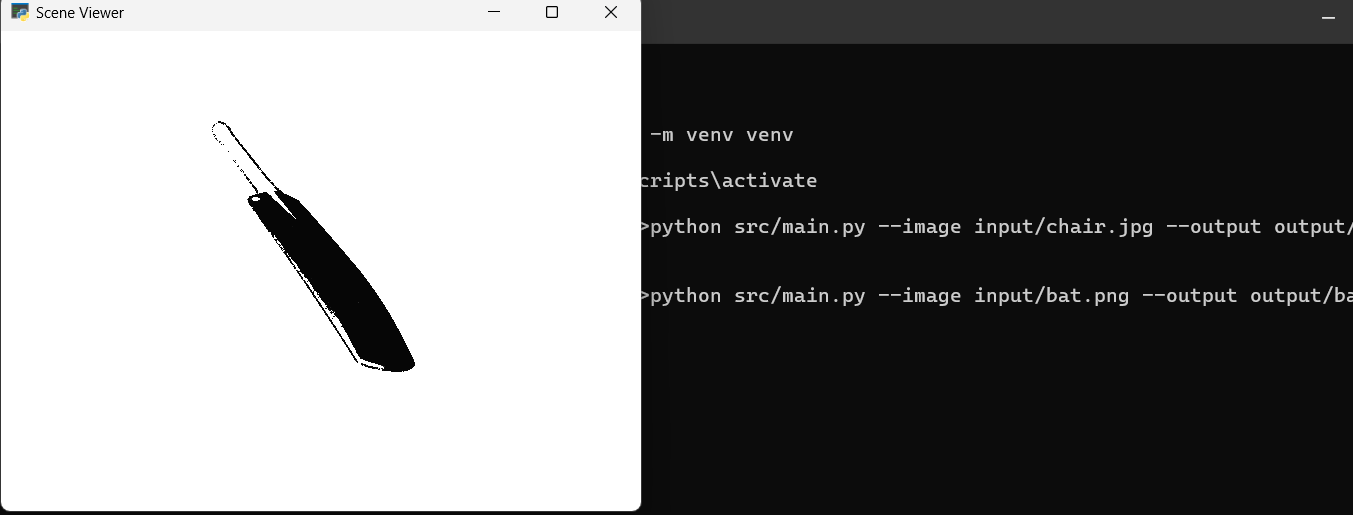 Scene Viewer
-m venv venv
cripts\activate
>python src/main.py --image input/chair.jpg --output output/
>python src/main.py --image input/bat.png --output output/ba